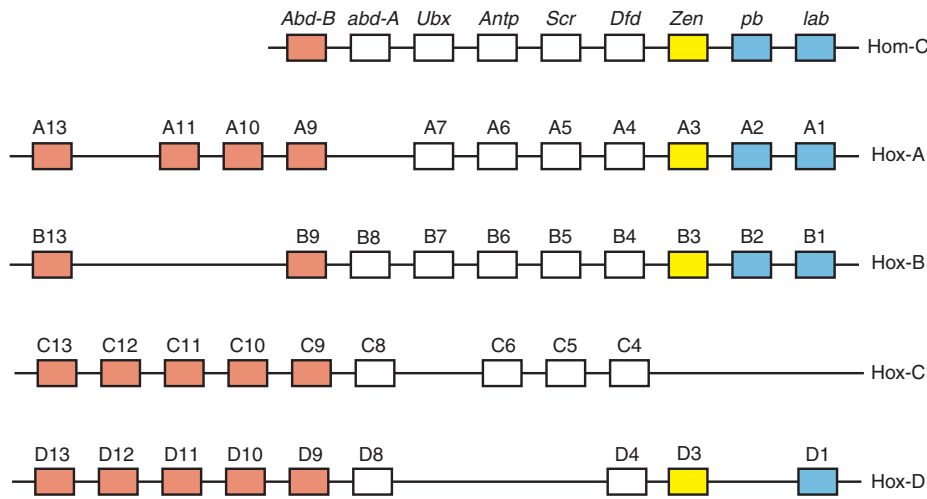 Abd-B abd-A Ubx Antp Scr Dfd Zen pb lab
Hom-C
A13 A11 A10 A9 A7 A6 A5 A4 A3 A2 A1
Hox-A
B13 B9 B8 B7 B6 B5 B4 B3 B2 B1
Hox-B
C13 C12 C11 C10 C9 C8 C6 C5 C4
Hox-C
D13 D12 D11 D10 D9 D8 D4 D3 D1
Hox-D